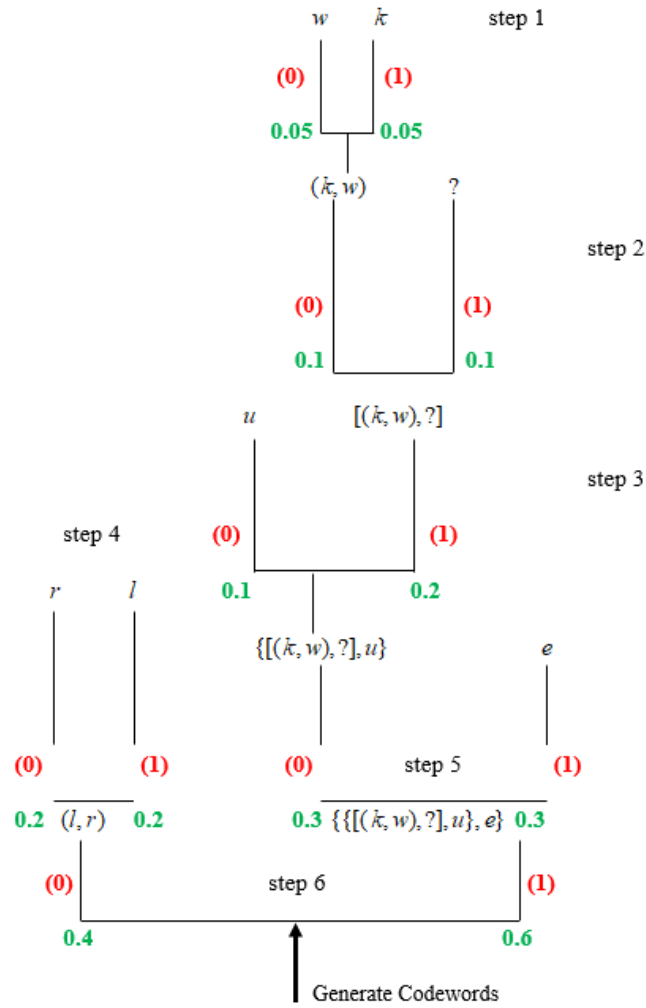 w k step 1
(0) (1)
0.05 0.05
(k, w) ?
step 2
(0) (1)
0.1 0.1
u [(k, w), ?]
step 3
step 4 (0) (1)
0.1 0.2
r l
{[(k, w), ?], u} e
(0) (1) (0) step 5 (1)
0.2 (l, r) 0.2 0.3 {{[(k, w), ?], u}, e} 0.3
(0) step 6 (1)
0.4 0.6
Generate Codewords